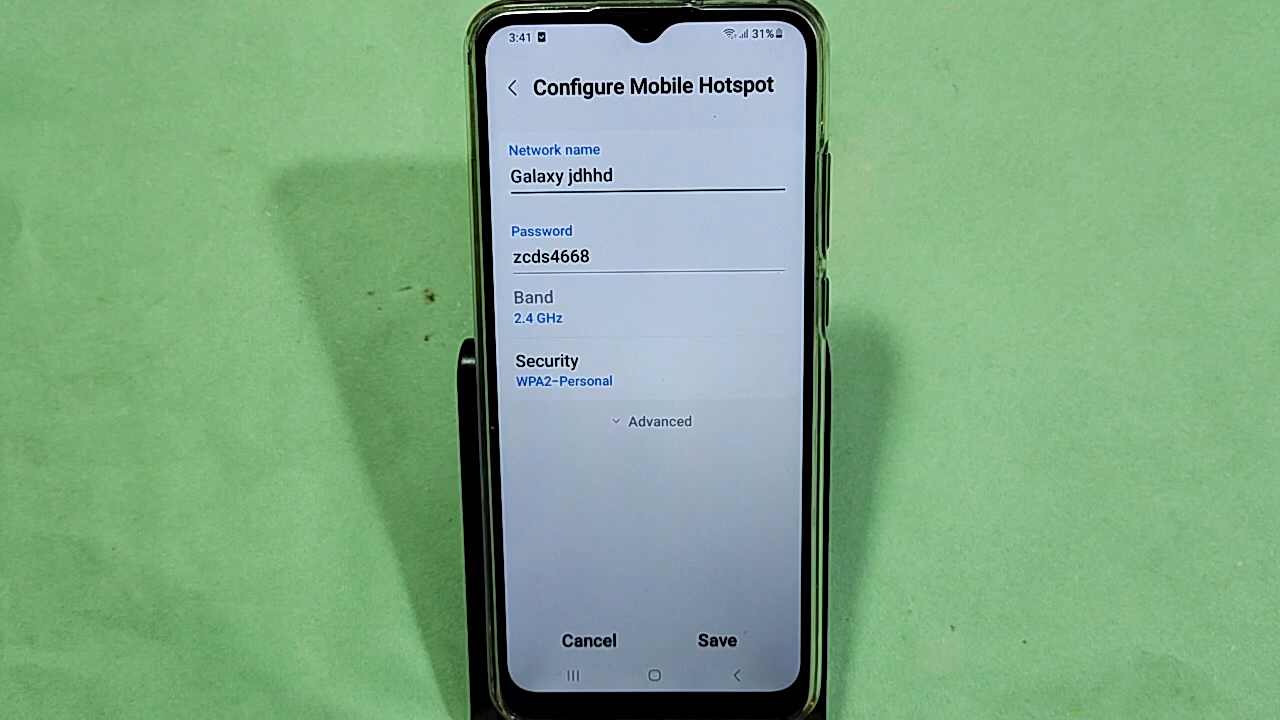 3:41 31%
Configure Mobile Hotspot
Network name
Galaxy jdhhd
Password
zcds4668
Band
2.4 GHz
Security
WPA2-Personal
Advanced
Cancel Save